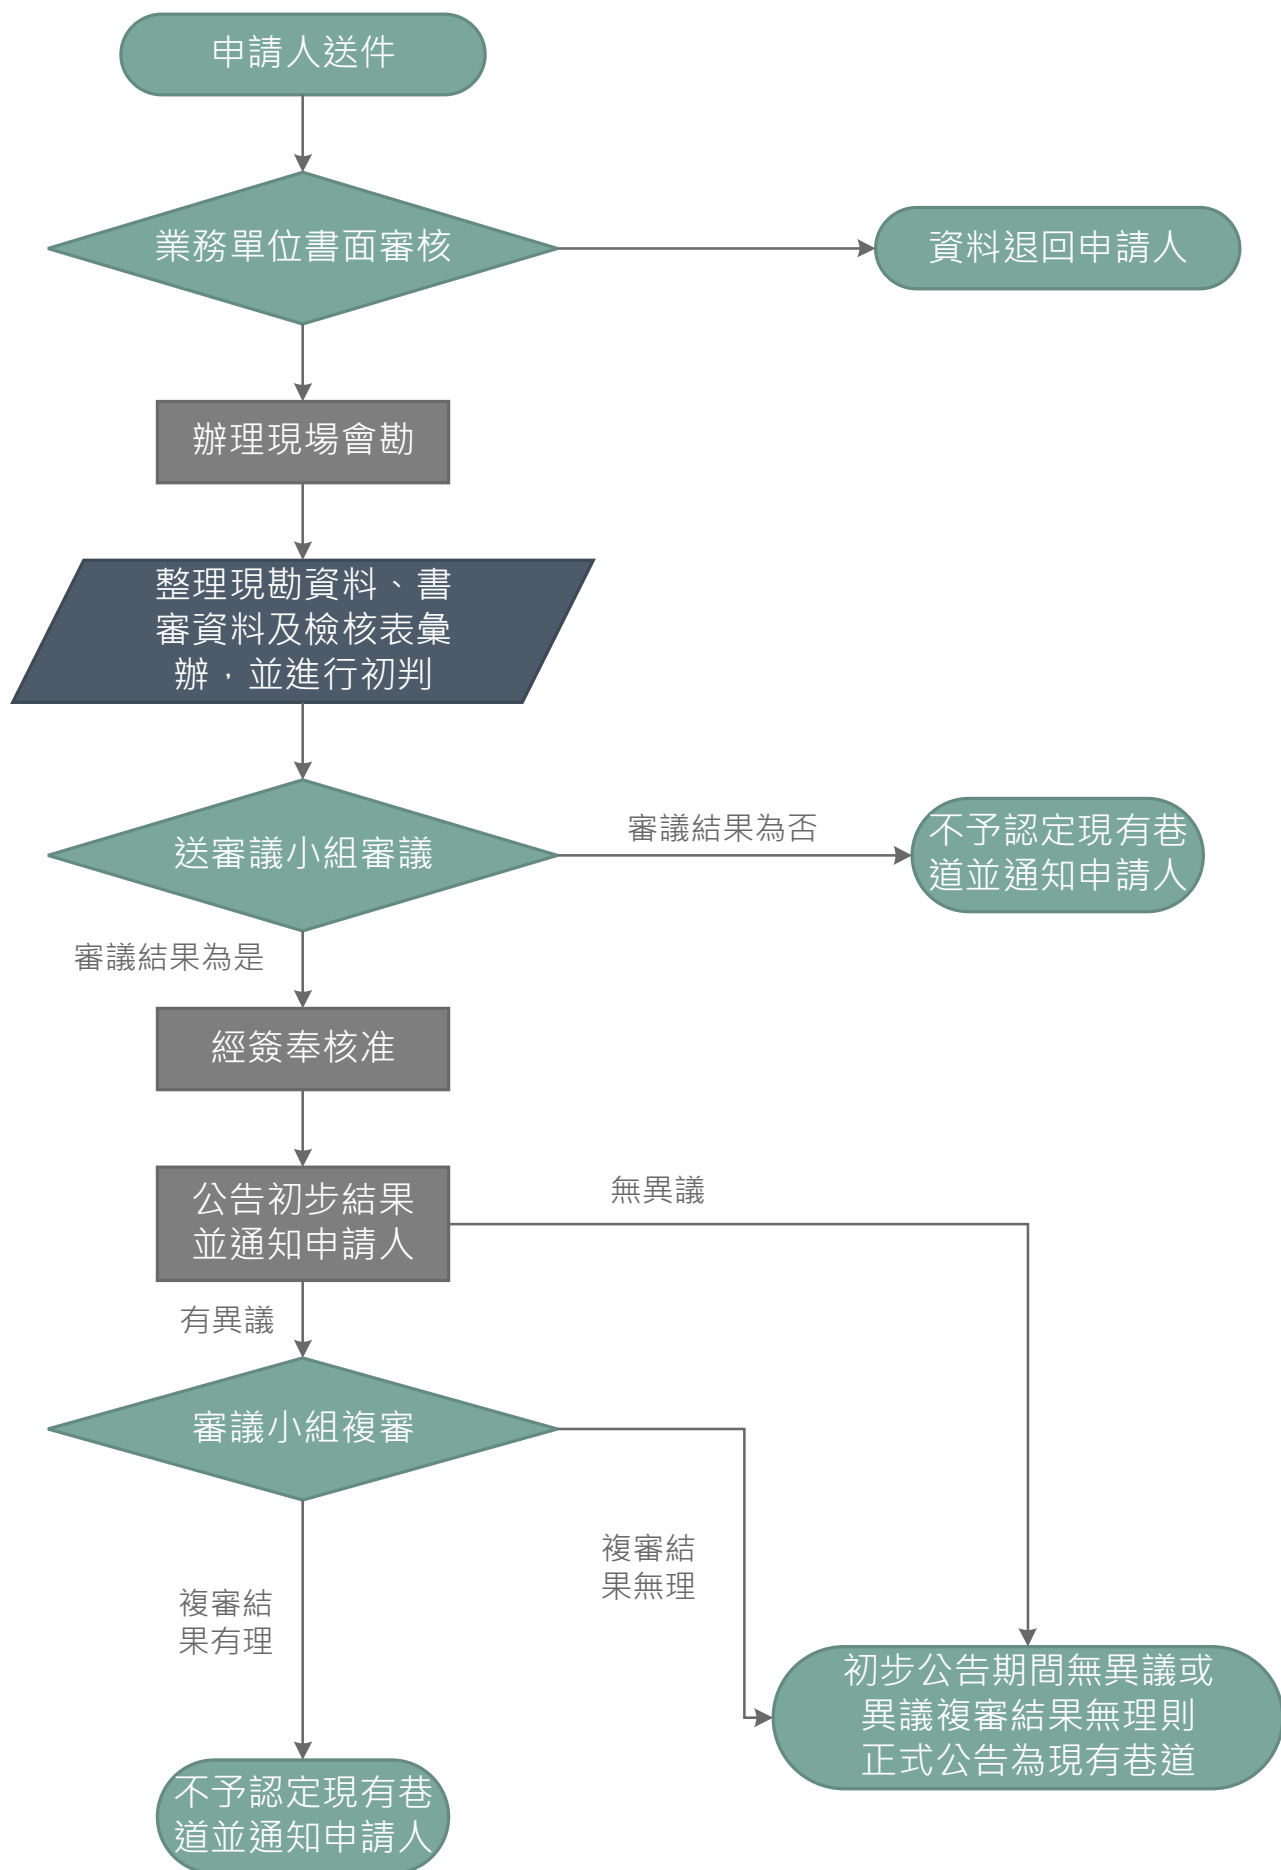 申請人送件
業務單位書面審核
資料退回申請人
辦理現場會勘
整理現勘資料、書
審資料及檢核表彙
辦，並進行初判
送審議小組審議
審議結果為否
不予認定現有巷
道並通知申請人
審議結果為是
經簽奉核准
公告初步結果
並通知申請人
無異議
有異議
審議小組複審
複審結
果無理
複審結
果有理
初步公告期間無異議或
異議複審結果無理則
正式公告為現有巷道
不予認定現有巷
道並通知申請人